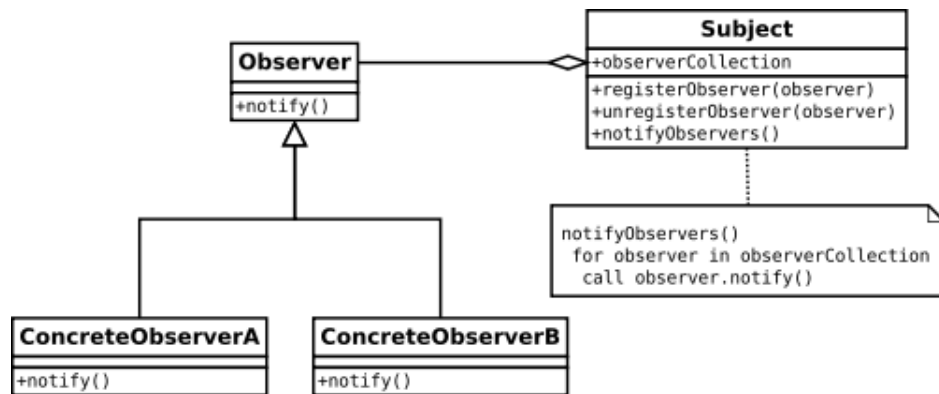 Observer
+notify()
Subject
+observerCollection
+registerObserver(observer)
+unregisterObserver(observer)
+notifyObservers()
notifyObservers()
for observer in observerCollection
call observer.notify()
ConcreteObserverA
+notify()
ConcreteObserverB
+notify()